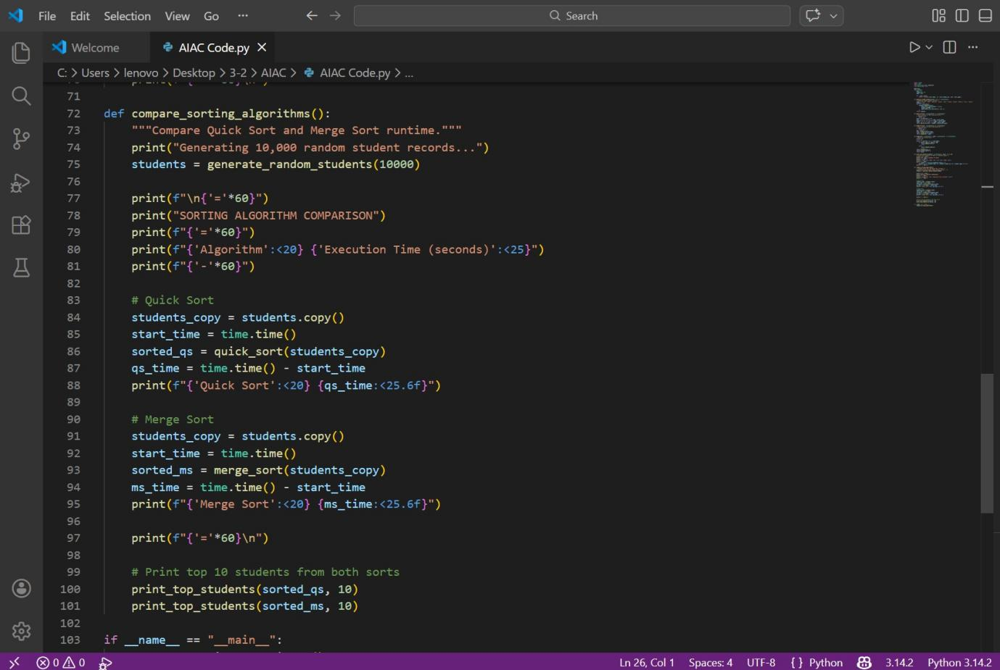 File Edit Selection View Go ··· Search
Welcome AIAC Code.py
C: > Users > lenovo > Desktop > 3-2 > AIAC > AIAC Code.py > ...
71
72 def compare_sorting_algorithms():
73 """Compare Quick Sort and Merge Sort runtime."""
74 print("Generating 10,000 random student records...")
75 students = generate_random_students(10000)
76
77 print(f"\n{'='*60}")
78 print("SORTING ALGORITHM COMPARISON")
79 print(f"{'='*60}")
80 print(f"{'Algorithm':<20} {'Execution Time (seconds)':<25}")
81 print(f"{'-'*60}")
82
83 # Quick Sort
84 students_copy = students.copy()
85 start_time = time.time()
86 sorted_qs = quick_sort(students_copy)
87 qs_time = time.time() - start_time
88 print(f"{'Quick Sort':<20} {qs_time:<25.6f}")
89
90 # Merge Sort
91 students_copy = students.copy()
92 start_time = time.time()
93 sorted_ms = merge_sort(students_copy)
94 ms_time = time.time() - start_time
95 print(f"{'Merge Sort':<20} {ms_time:<25.6f}")
96
97 print(f"{'='*60}\n")
98
99 # Print top 10 students from both sorts
100 print_top_students(sorted_qs, 10)
101 print_top_students(sorted_ms, 10)
102
103 if __name__ == "__main__":
0 0 Ln 26, Col 1 Spaces: 4 UTF-8 { } Python 3.14.2 Python 3.14.2